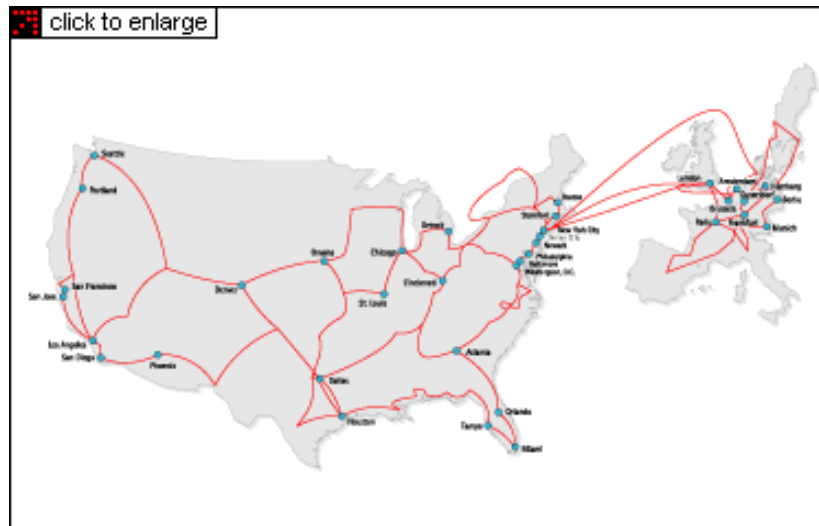 click to enlarge
Seattle
Portland
San Francisco
San Jose
Los Angeles
San Diego
Phoenix
Denver
Omaha
Chicago
Detroit
St. Louis
Cincinnati
Dallas
Houston
Atlanta
Orlando
Tampa
Miami
Boston
Stamford
New York City
Newark
Philadelphia
Baltimore
Washington, D.C.
London
Amsterdam
Hamburg
Berlin
Brussels
Paris
Frankfurt
Munich